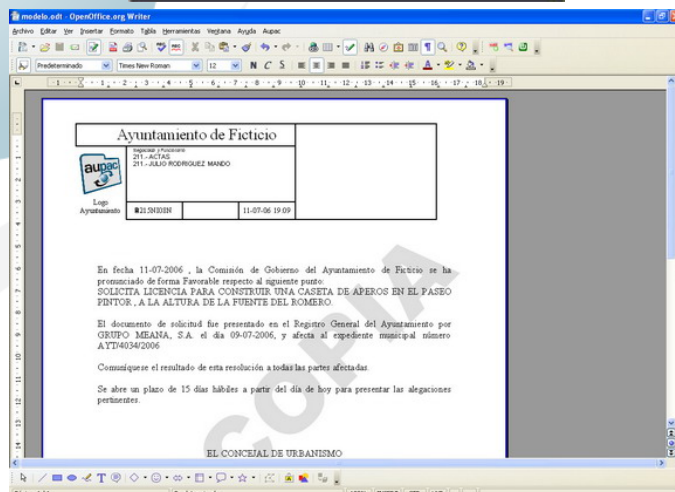 modelo.odt - OpenOffice.org Writer
Archivo Editar Ver Insertar Formato Tabla Herramientas Ventana Ayuda Aupac
Predeterminado Times New Roman 12 N C S
Ayuntamiento de Ficticio
Negociado y Funcionario
211.- ACTAS
211.- JULIO RODRIGUEZ MANDO
aupac
Logo
Ayuntamiento
11-07-06 19:09
En fecha 11-07-2006 , la Comisión de Gobierno del Ayuntamiento de Ficticio se ha
pronunciado de forma Favorable respecto al siguiente punto:
SOLICITA LICENCIA PARA CONSTRUIR UNA CASETA DE APEROS EN EL PASEO
PINTOR , A LA ALTURA DE LA FUENTE DEL ROMERO.
El documento de solicitud fue presentado en el Registro General del Ayuntamiento por
GRUPO MEANA, S.A. el día 09-07-2006, y afecta al expediente municipal número
AYT/4034/2006
Comuníquese el resultado de esta resolución a todas las partes afectadas.
Se abre un plazo de 15 días hábiles a partir del día de hoy para presentar las alegaciones
pertinentes.
COPIA
EL CONCEJAL DE URBANISMO